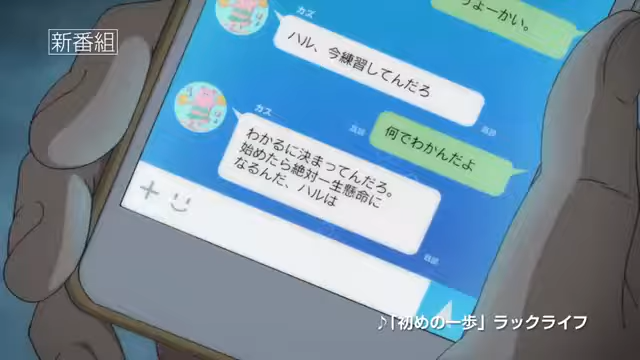 新番組
りょーかい。
カズ
ハル、今練習してんだろ
既読
既読
何でわかんだよ
カズ
わかるに決まってんだろ。
始めたら絶対一生懸命に
なるんだ、ハルは
既読
♪「初めの一歩」 ラックライフ